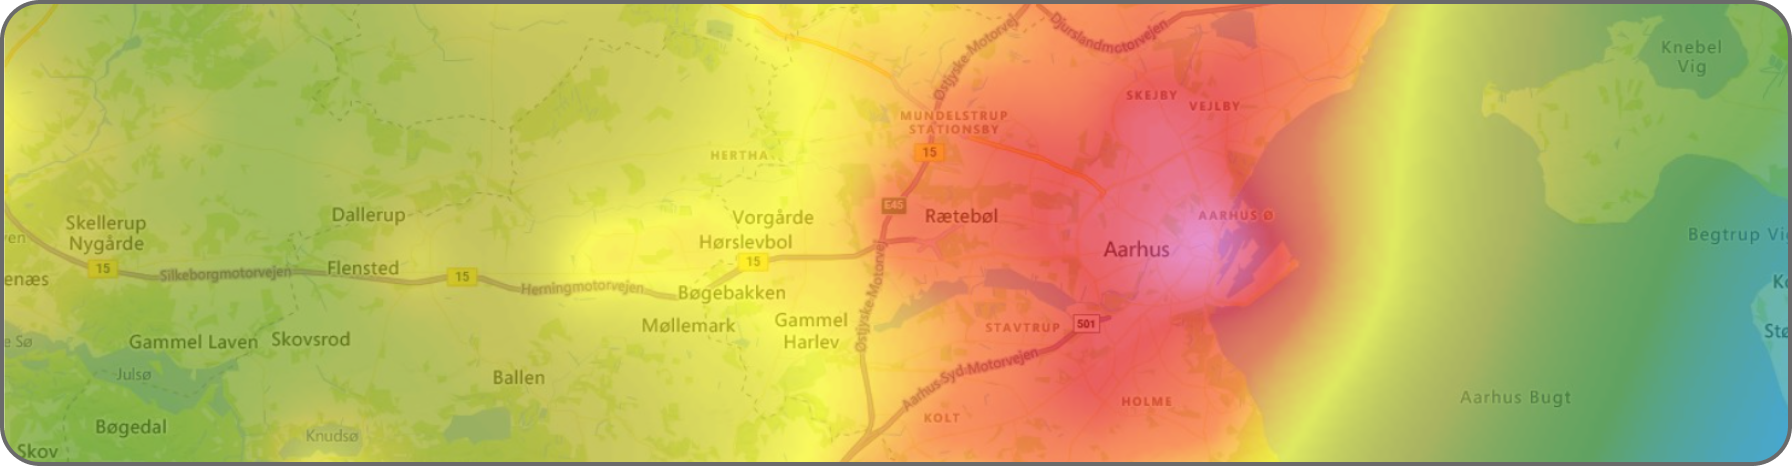 Østjyske Motorvej
Djurslandmotorvejen
Knebel
Vig
SKEJBY
VEJLBY
MUNDELSTRUP
STATIONSBY
15
HERTHA
E45
Rætebøl
Dallerup
Vorgårde
AARHUS Ø
Skellerup
Nygårde
Begtrup Vi
Hørslevbol
Aarhus
15
Silkeborgmotorvejen
Flensted
15
Herningmotorvejen
15
enæs
Bøgebakken
Østjyske Motorvej
Møllemark
Gammel
Harlev
STAVTRUP
501
Stø
e Sø
Gammel Laven
Skovsrod
Julsø
Ballen
Aarhus Syd Motorvejen
HOLME
Aarhus Bugt
KOLT
Bøgedal
Knudsø
Skov